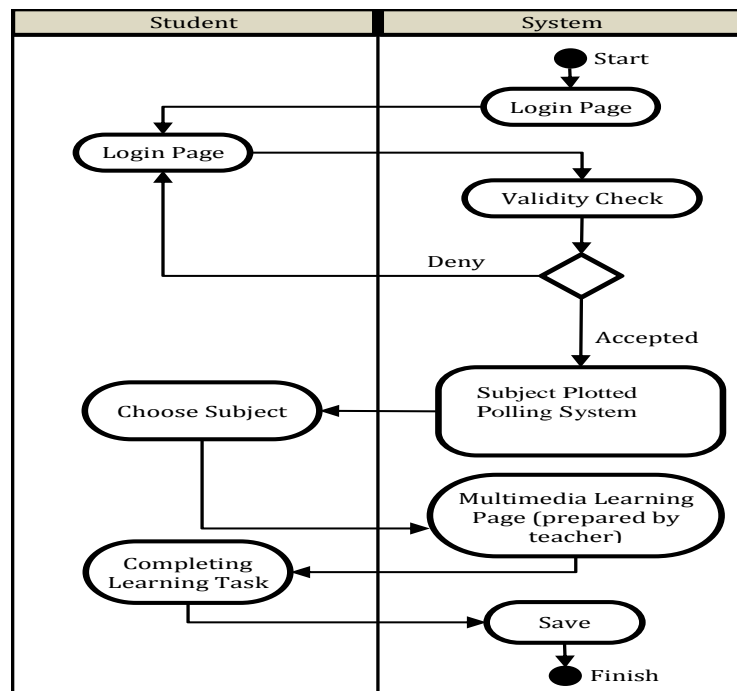 Student
System
Start
Login Page
Login Page
Validity Check
Deny
Accepted
Subject Plotted
Polling System
Choose Subject
Multimedia Learning
Page (prepared by
teacher)
Completing
Learning Task
Save
Finish